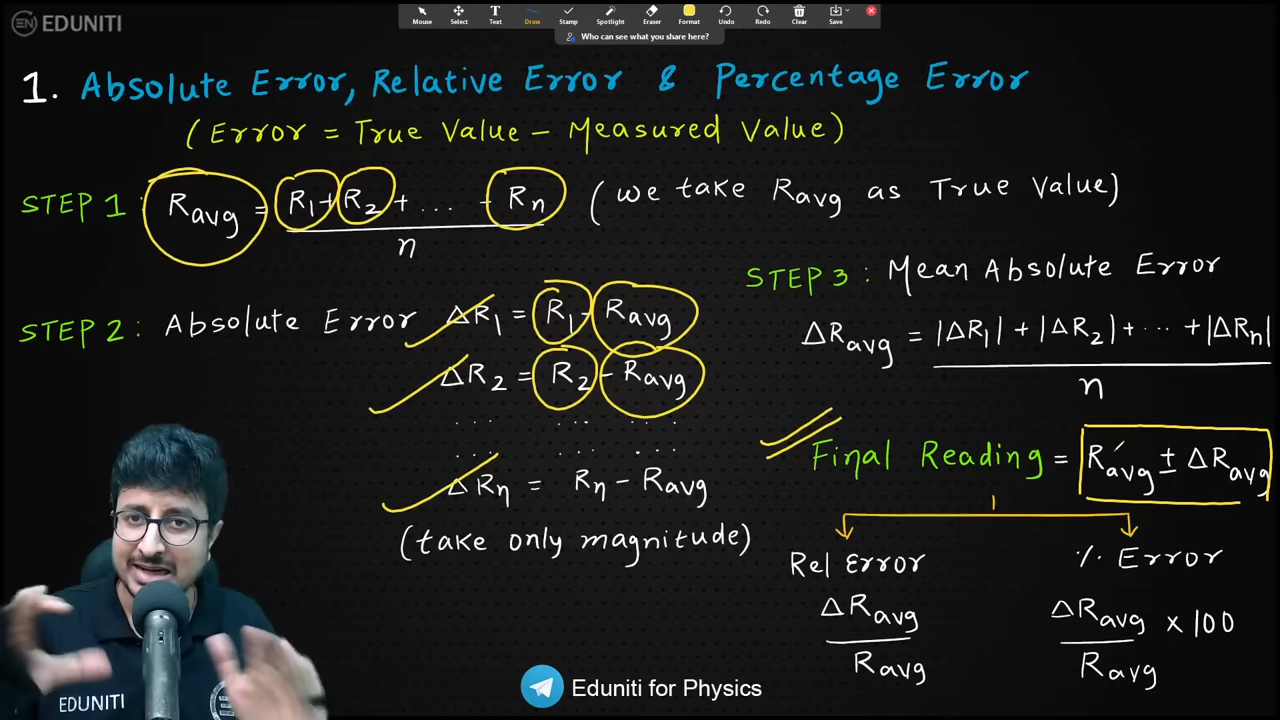 EN EDUNITI
Mouse Select Text Draw Stamp Spotlight Eraser Format Undo Redo Clear Save
Who can see what you share here?
1. Absolute Error, Relative Error & Percentage Error
(Error = True Value - Measured Value)
STEP 1 : Ravg = R1 + R2 + ... - Rn / n (we take Ravg as True Value)
STEP 2 : Absolute Error ΔR1 = R1 - Ravg
ΔR2 = R2 - Ravg
... ... ...
... ... ...
ΔRn = Rn - Ravg
(take only magnitude)
STEP 3 : Mean Absolute Error
ΔRavg = |ΔR1| + |ΔR2| + ... + |ΔRn| / n
Final Reading = Ravg ± ΔRavg
Rel Error
ΔRavg / Ravg
% Error
ΔRavg / Ravg × 100
EDUNITI
Eduniti for Physics